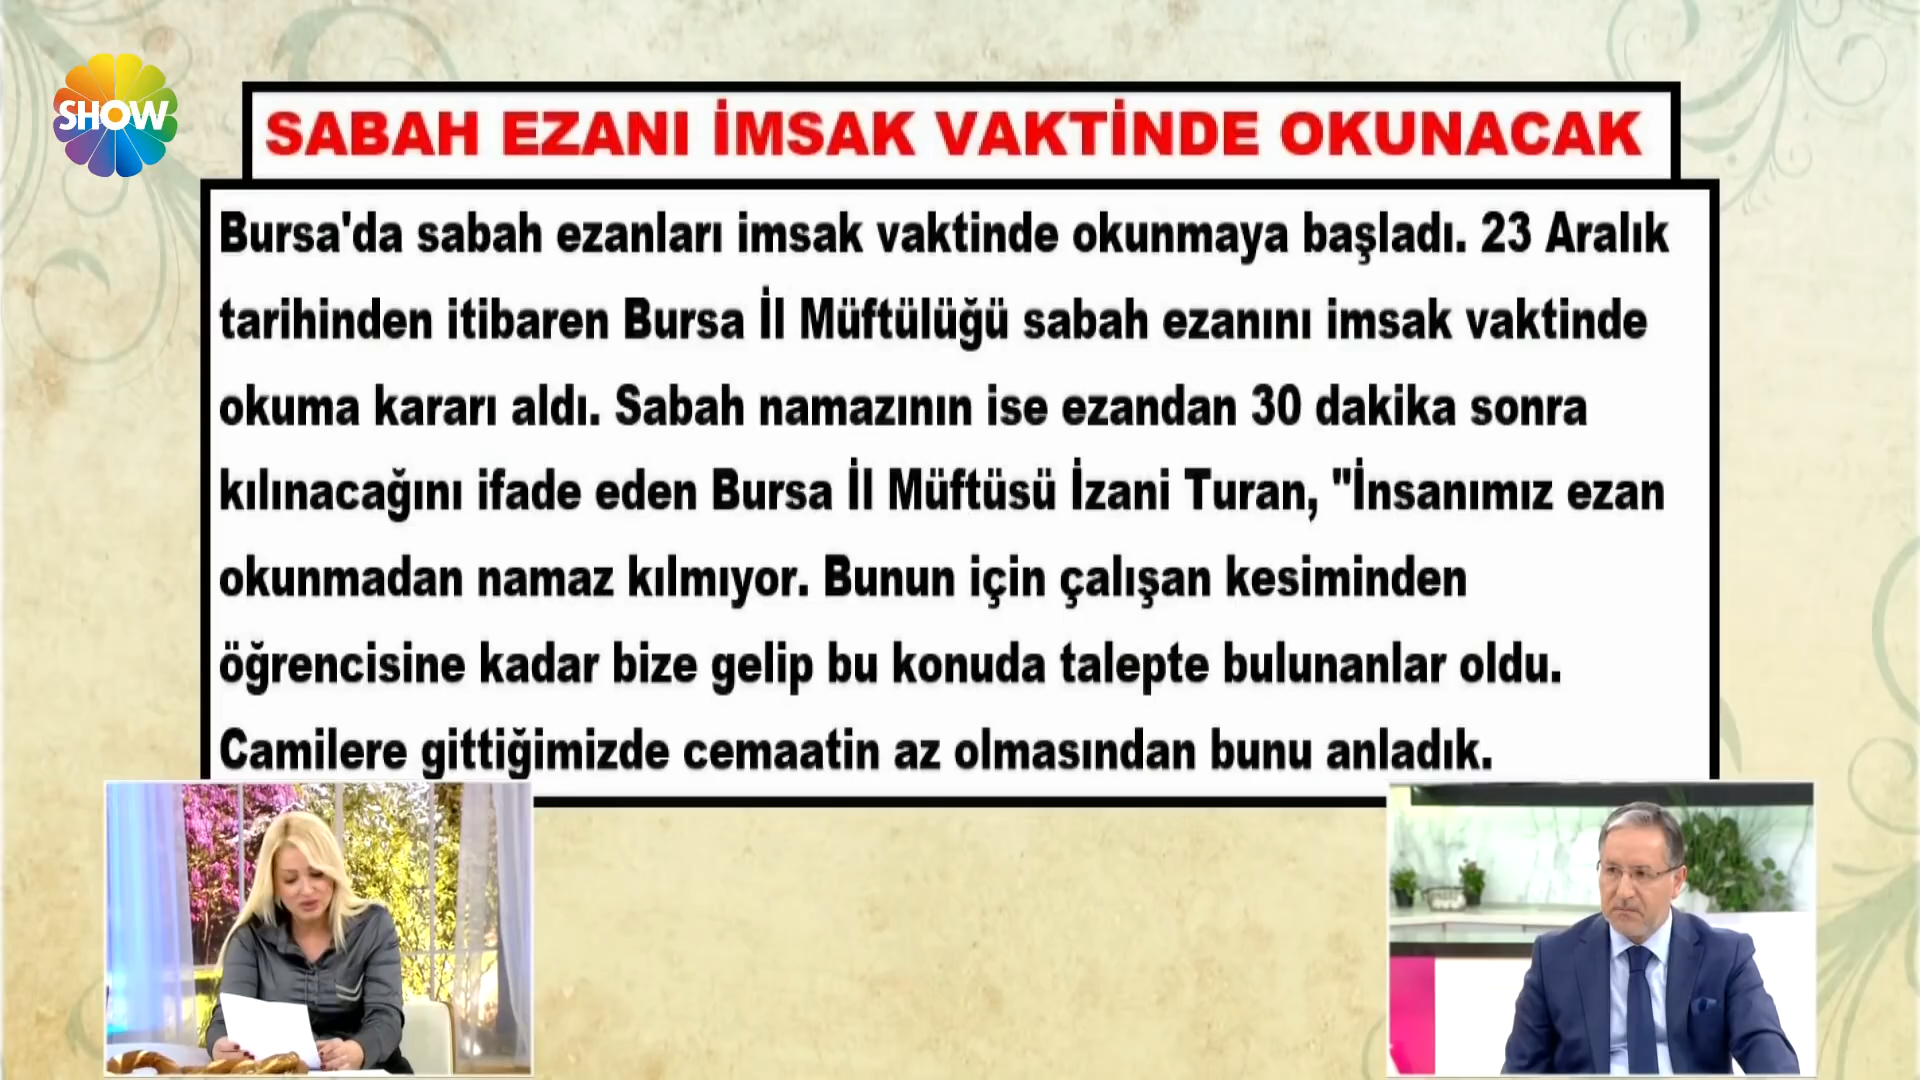 SHOW
SABAH EZANI İMSAK VAKTİNDE OKUNACAK
Bursa'da sabah ezanları imsak vaktinde okunmaya başladı. 23 Aralık
tarihinden itibaren Bursa İl Müftülüğü sabah ezanını imsak vaktinde
okuma kararı aldı. Sabah namazının ise ezandan 30 dakika sonra
kılınacağını ifade eden Bursa İl Müftüsü İzani Turan, "İnsanımız ezan
okunmadan namaz kılmıyor. Bunun için çalışan kesiminden
öğrencisine kadar bize gelip bu konuda talepte bulunanlar oldu.
Camilere gittiğimizde cemaatin az olmasından bunu anladık.